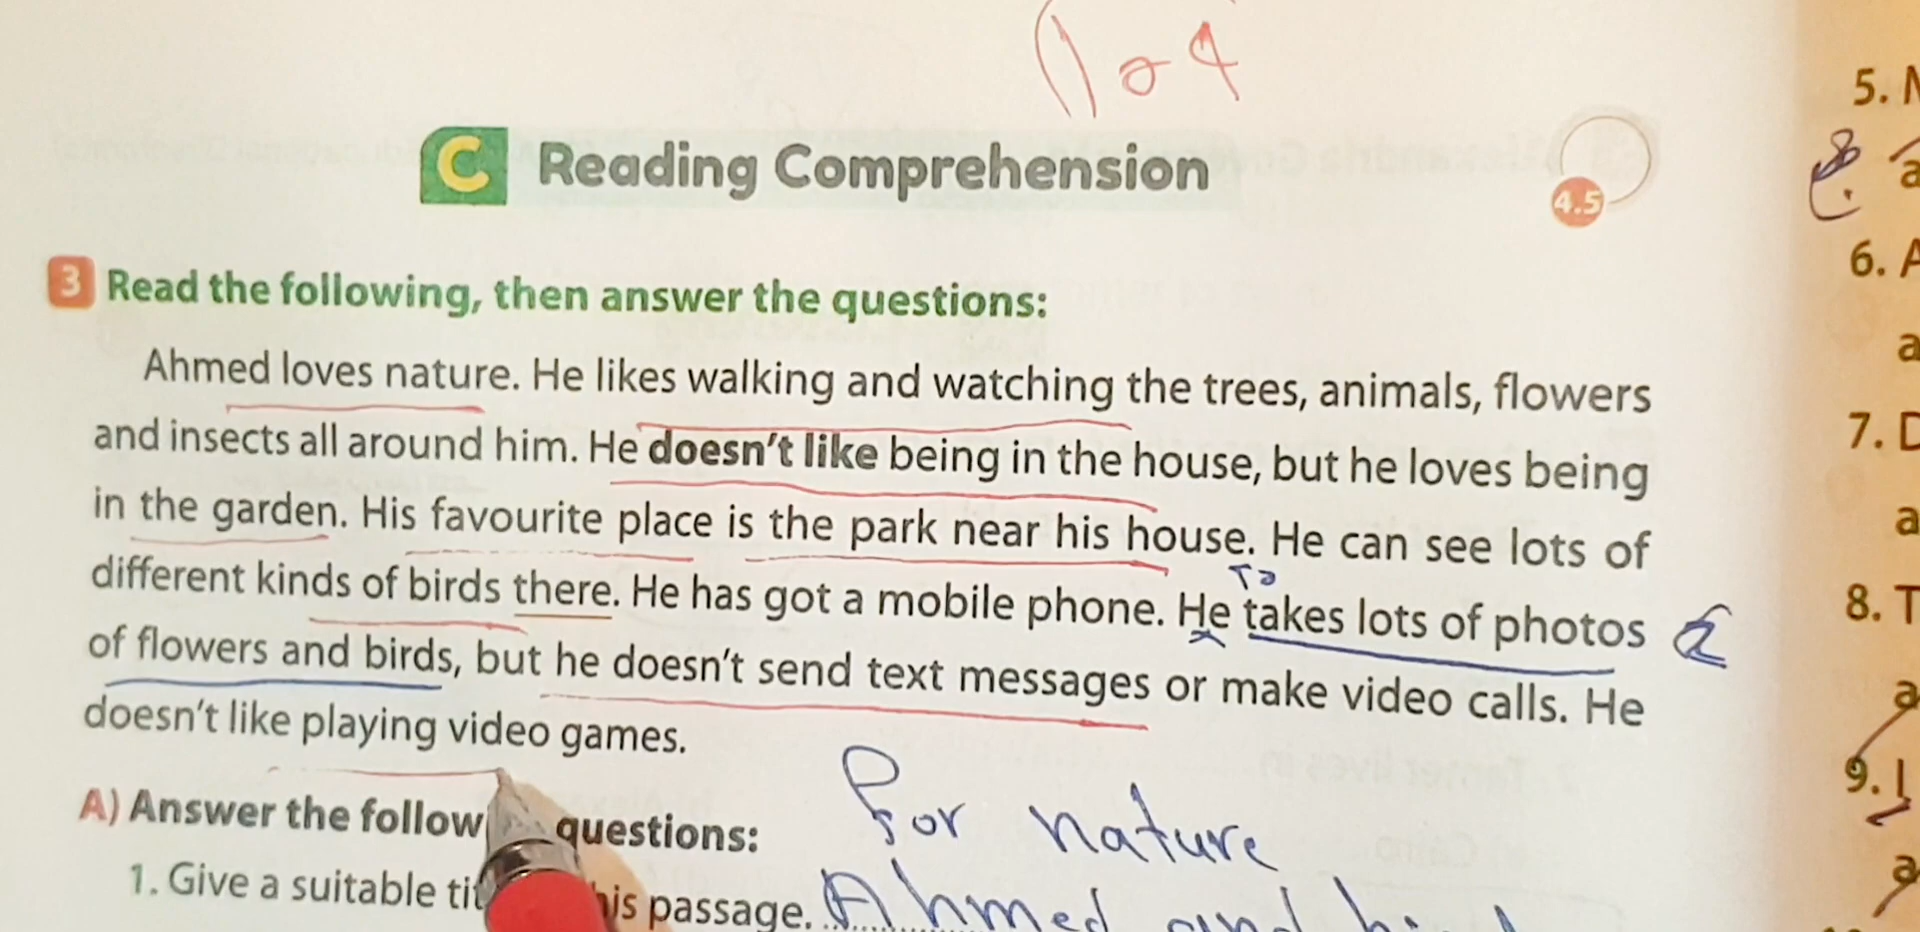 C Reading Comprehension
4.5
3 Read the following, then answer the questions:
Ahmed loves nature. He likes walking and watching the trees, animals, flowers
and insects all around him. He doesn't like being in the house, but he loves being
in the garden. His favourite place is the park near his house. He can see lots of
different kinds of birds there. He has got a mobile phone. He takes lots of photos
of flowers and birds, but he doesn't send text messages or make video calls. He
doesn't like playing video games.
for nature
A) Answer the follow questions:
1. Give a suitable passage. Ahmed and
5.
a
6. A
a
7. D
a
8. T
a
9. I
a